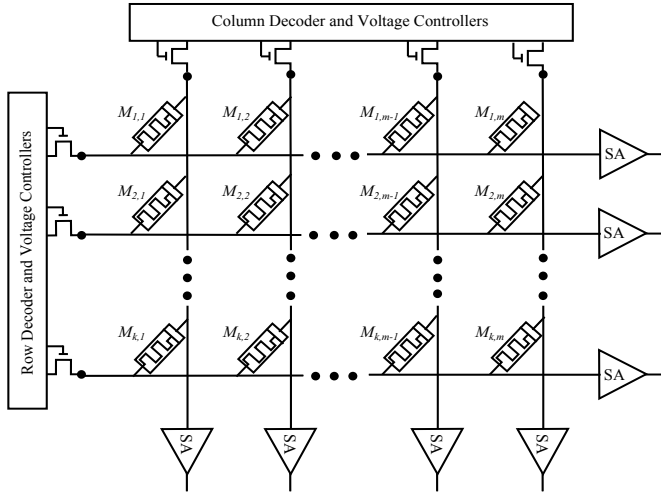 Column Decoder and Voltage Controllers
Row Decoder and Voltage Controllers
M1,1
M1,2
M1,m-1
M1,m
SA
M2,1
M2,2
M2,m-1
M2,m
SA
Mk,1
Mk,2
Mk,m-1
Mk,m
SA
SA
SA
SA
SA